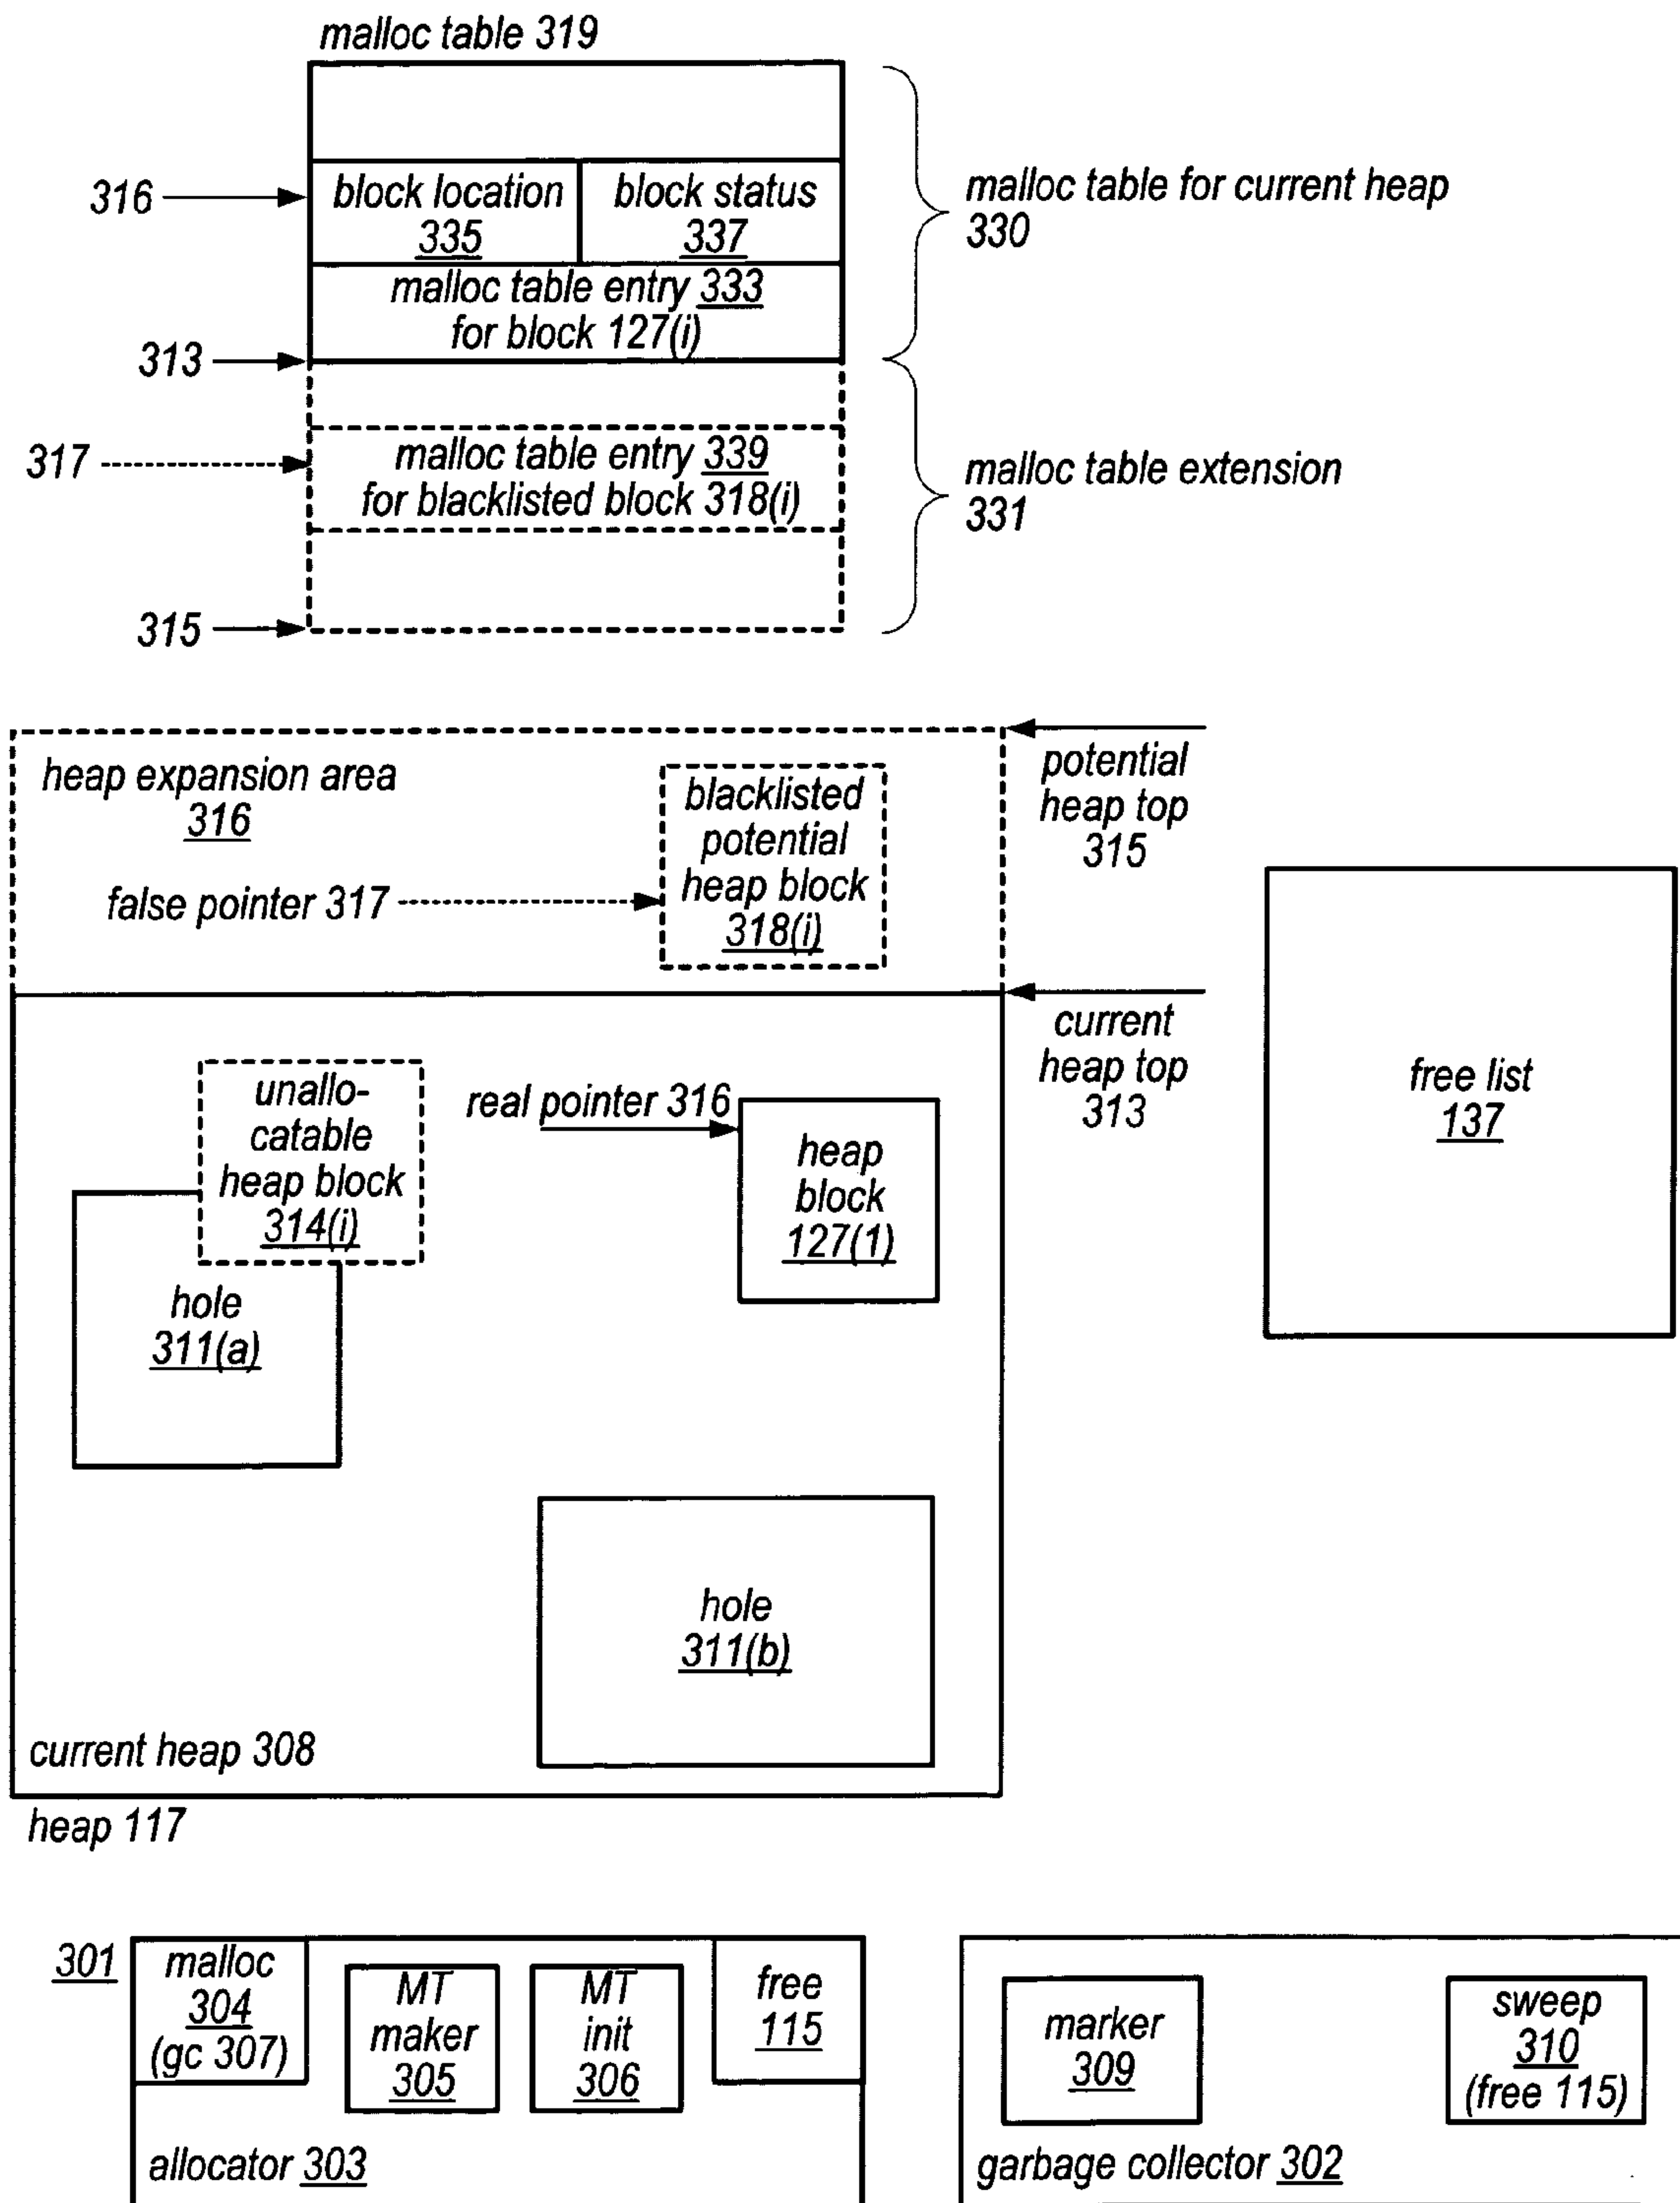 malloc table 319
316
block location
335
block status
337
malloc table for current heap
330
malloc table entry 333
for block 127(i)
313
317
malloc table entry 339
for blacklisted block 318(i)
malloc table extension
331
315
heap expansion area
316
blacklisted
potential
heap block
318(i)
false pointer 317
potential
heap top
315
current
heap top
313
free list
137
unallo-
catable
heap block
314(i)
real pointer 316
heap
block
127(1)
hole
311(a)
hole
311(b)
current heap 308
heap 117
301
malloc
304
(gc 307)
MT
maker
305
MT
init
306
free
115
allocator 303
marker
309
sweep
310
(free 115)
garbage collector 302